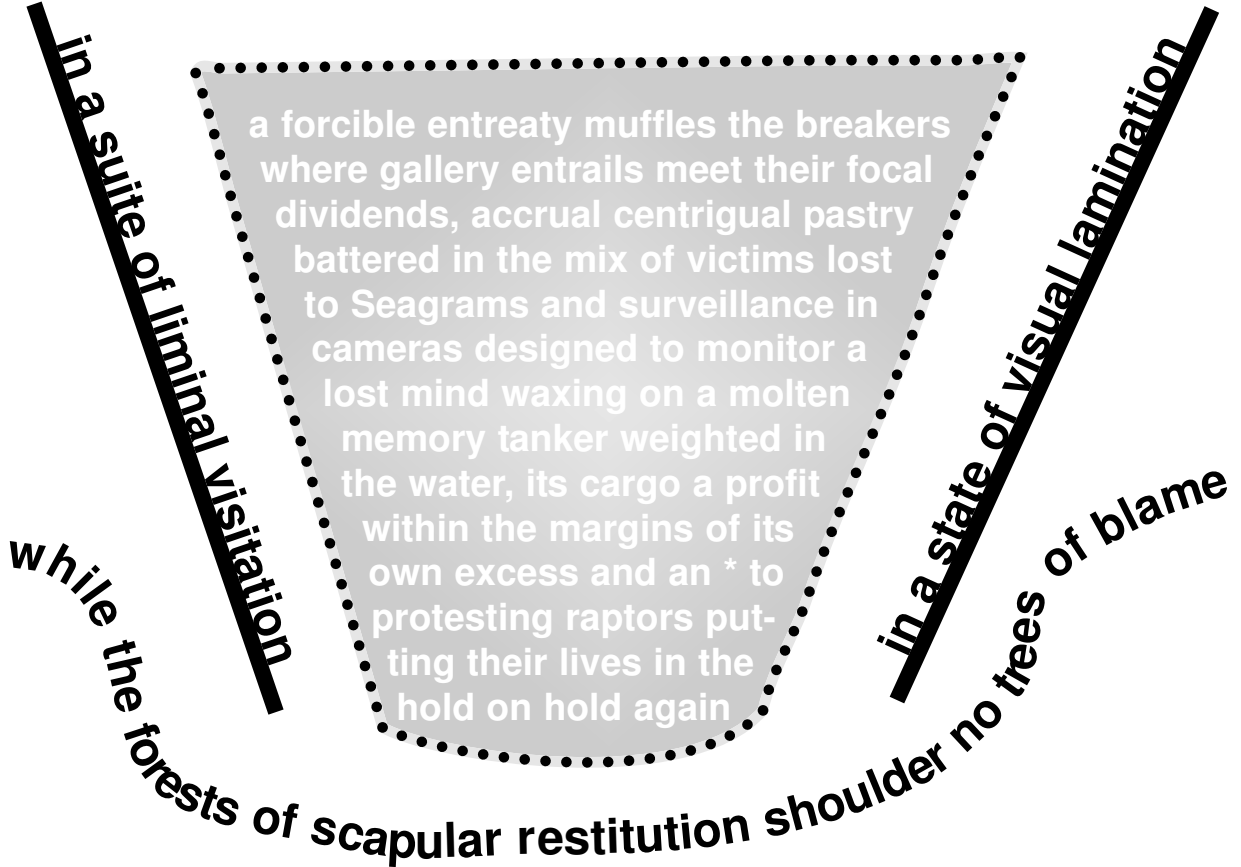 in a suite of liminal visitation
a forcible entreaty muffles the breakers
where gallery entrails meet their focal
dividends, accrual centrigual pastry
battered in the mix of victims lost
to Seagrams and surveillance in
cameras designed to monitor a
lost mind waxing on a molten
memory tanker weighted in
the water, its cargo a profit
within the margins of its
own excess and an * to
protesting raptors put-
ting their lives in the
hold on hold again
in a state of visual lamination
while the forests of scapular restitution shoulder no trees of blame